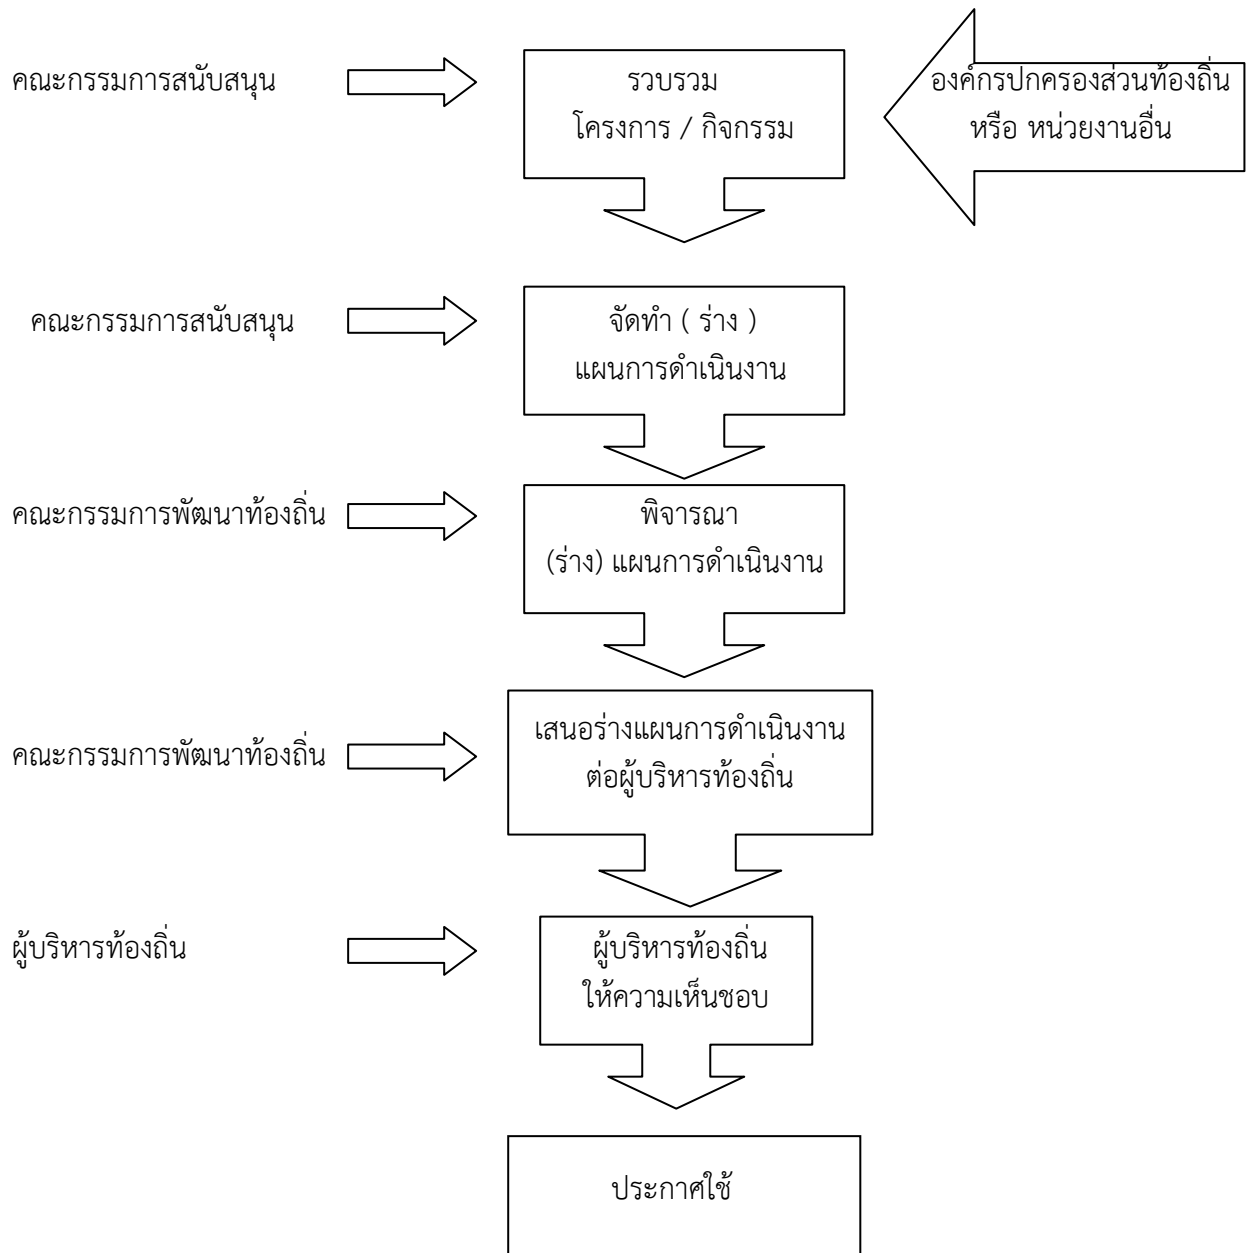 คณะกรรมการสนับสนุน
รวบรวม
โครงการ / กิจกรรม
องค์กรปกครองส่วนท้องถิ่น
หรือ หน่วยงานอื่น
คณะกรรมการสนับสนุน
จัดทำ ( ร่าง )
แผนการดำเนินงาน
คณะกรรมการพัฒนาท้องถิ่น
พิจารณา
(ร่าง) แผนการดำเนินงาน
คณะกรรมการพัฒนาท้องถิ่น
เสนอร่างแผนการดำเนินงาน
ต่อผู้บริหารท้องถิ่น
ผู้บริหารท้องถิ่น
ผู้บริหารท้องถิ่น
ให้ความเห็นชอบ
ประกาศใช้